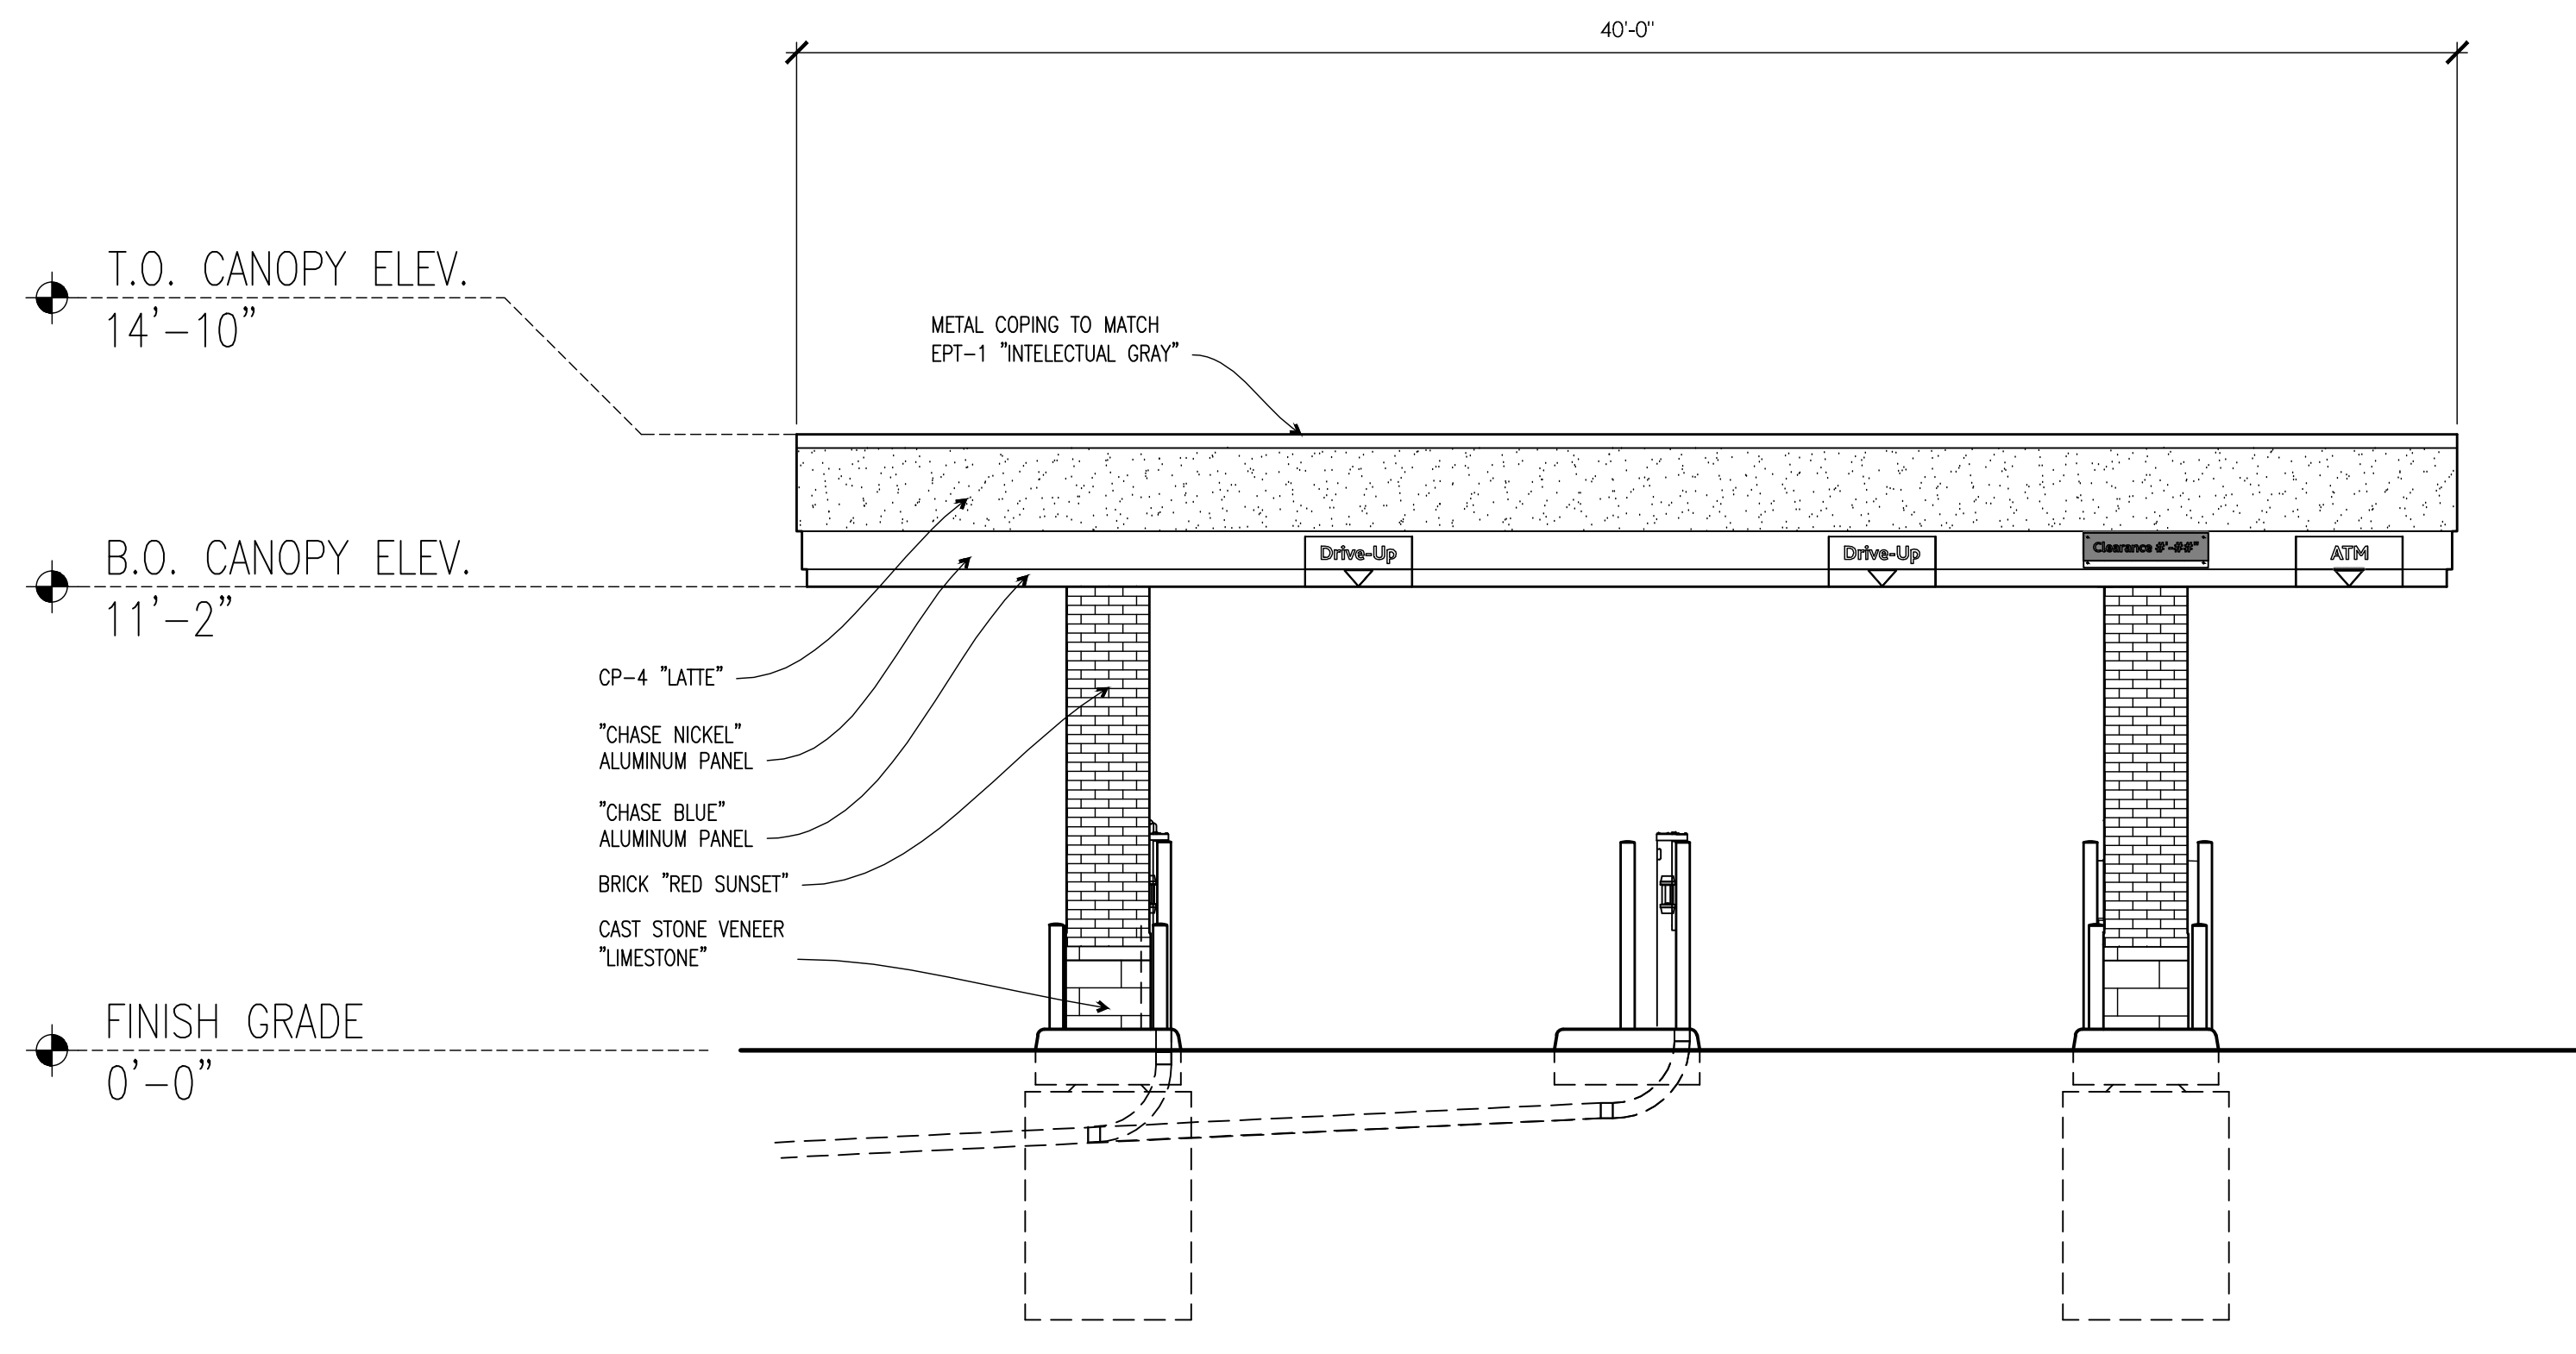 40'-0"
T.O. CANOPY ELEV.
14'-10"
METAL COPING TO MATCH
EPT-1 "INTELECTUAL GRAY"
B.O. CANOPY ELEV.
11'-2"
Drive-Up
Drive-Up
Clearance #'-##"
ATM
CP-4 "LATTE"
"CHASE NICKEL"
ALUMINUM PANEL
"CHASE BLUE"
ALUMINUM PANEL
BRICK "RED SUNSET"
CAST STONE VENEER
"LIMESTONE"
FINISH GRADE
0'-0"